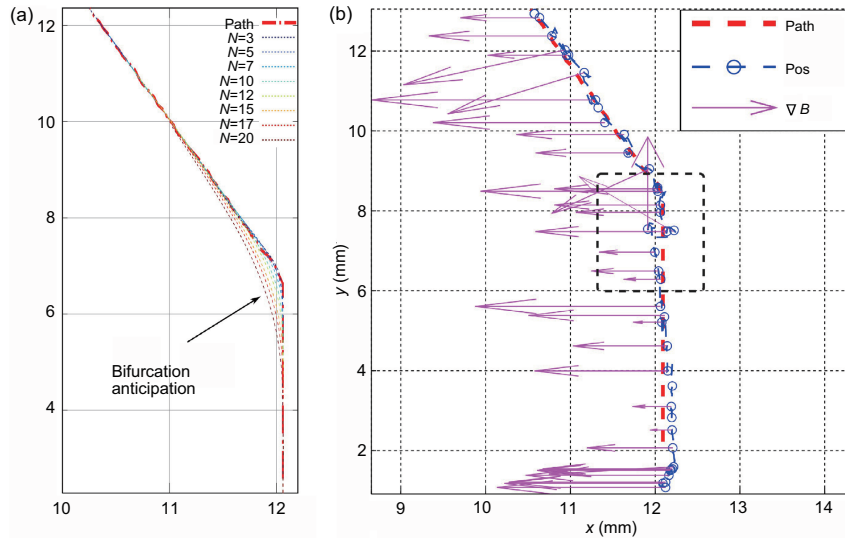 (a)
12
10
8
6
4
10
11
12
Path
N=3
N=5
N=7
N=10
N=12
N=15
N=17
N=20
Bifurcation
anticipation
(b)
12
10
8
6
4
2
y (mm)
9
10
11
12
13
14
x (mm)
Path
Pos
∇ B